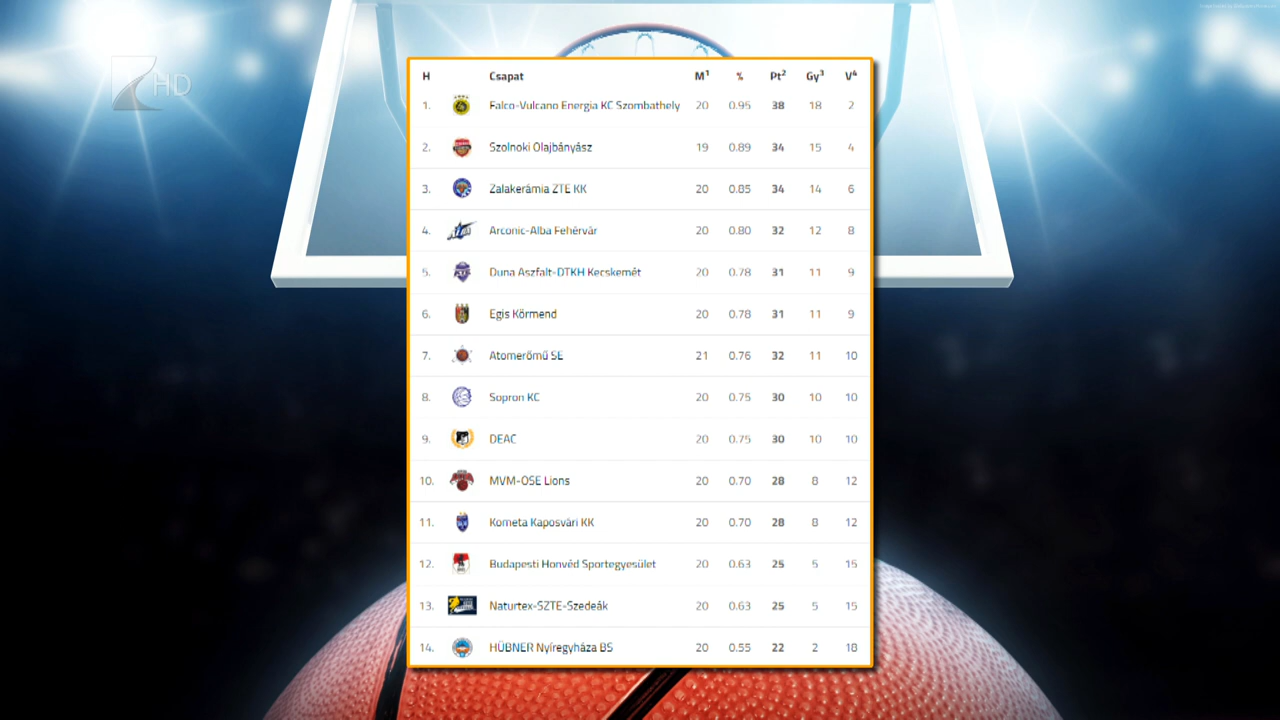 HD
H Csapat M¹ % Pt² Gy³ V⁴
1. Falco-Vulcano Energia KC Szombathely 20 0.95 38 18 2
2. Szolnoki Olajbányász 19 0.89 34 15 4
3. Zalakerámia ZTE KK 20 0.85 34 14 6
4. Arconic-Alba Fehérvár 20 0.80 32 12 8
5. Duna Aszfalt-DTKH Kecskemét 20 0.78 31 11 9
6. Egis Körmend 20 0.78 31 11 9
7. Atomerőmű SE 21 0.76 32 11 10
8. Sopron KC 20 0.75 30 10 10
9. DEAC 20 0.75 30 10 10
10. MVM-OSE Lions 20 0.70 28 8 12
11. Kometa Kaposvári KK 20 0.70 28 8 12
12. Budapesti Honvéd Sportegyesület 20 0.63 25 5 15
13. Naturtex-SZTE-Szedeák 20 0.63 25 5 15
14. HÜBNER Nyíregyháza BS 20 0.55 22 2 18